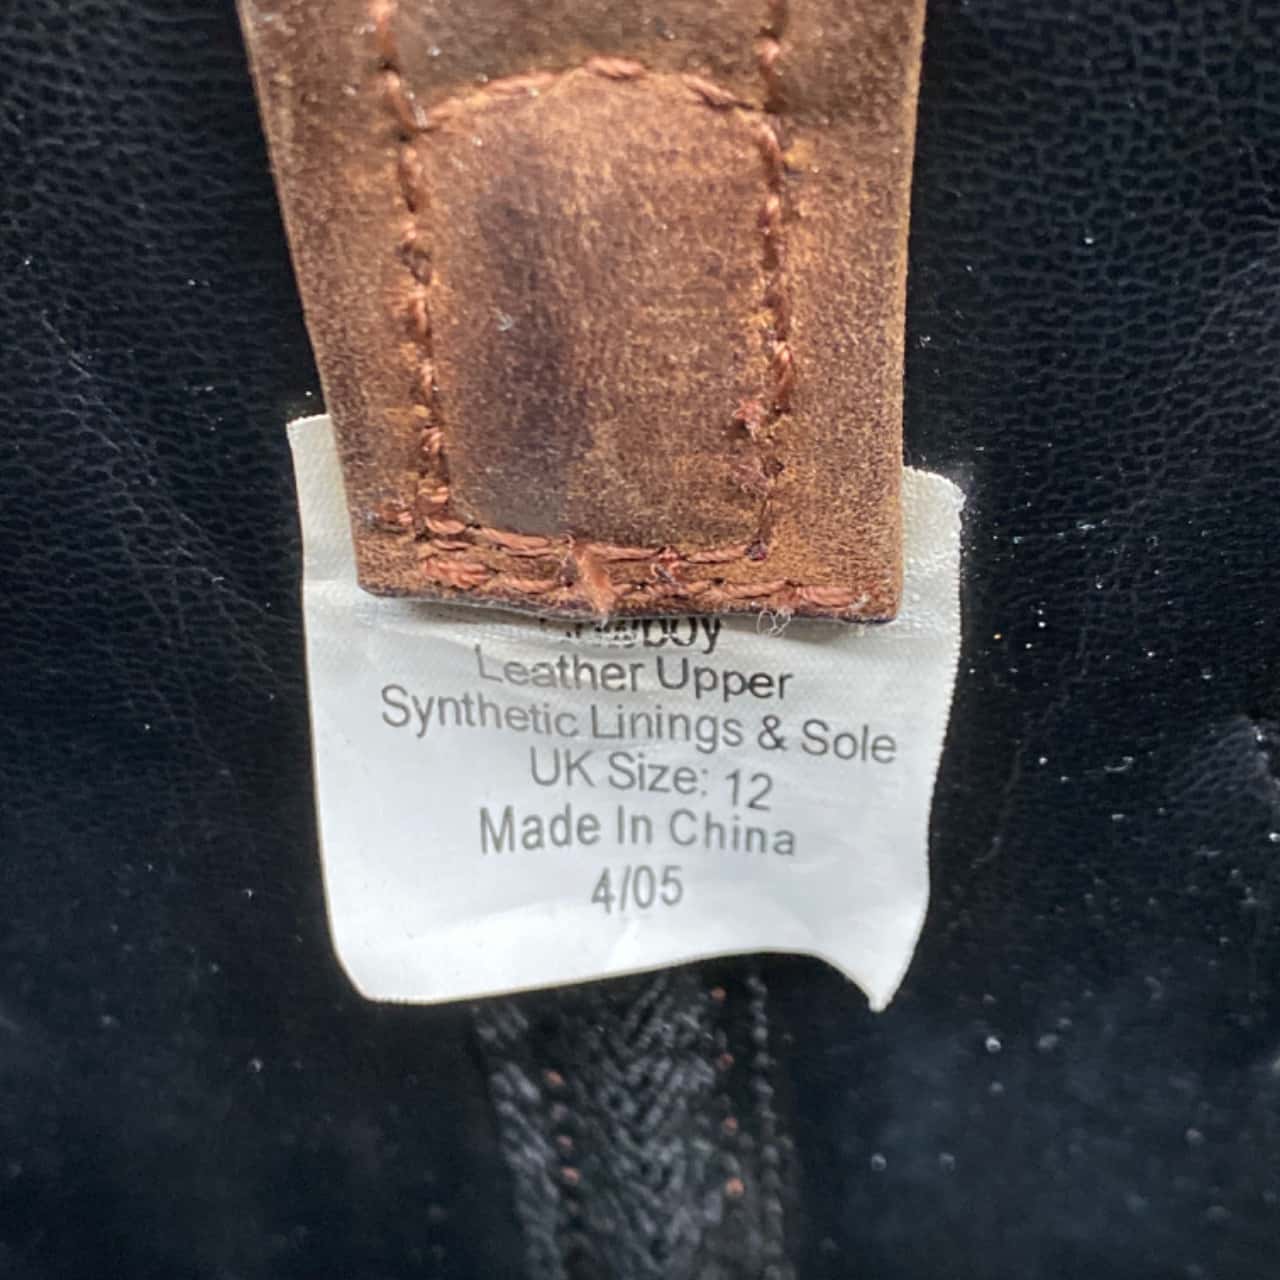 Leather Upper
Synthetic Linings & Sole
UK Size: 12
Made In China
4/05